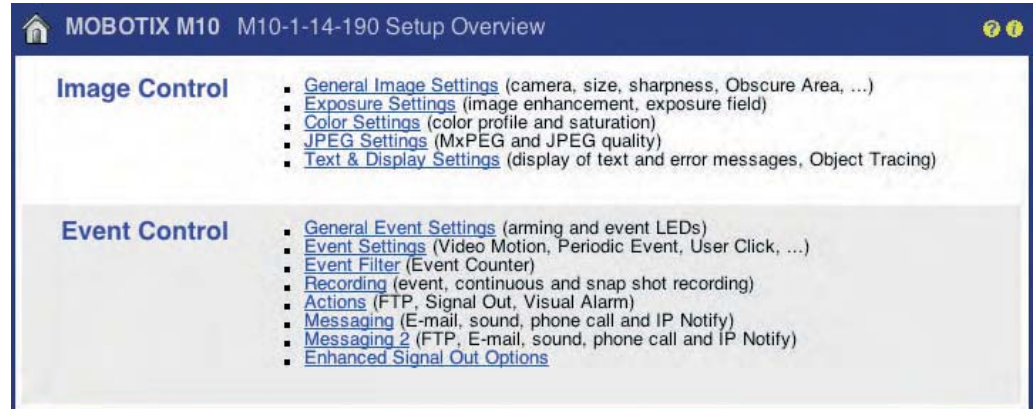 MOBOTIX M10 M10-1-14-190 Setup Overview
? i
Image Control
General Image Settings (camera, size, sharpness, Obscure Area, ...)
Exposure Settings (image enhancement, exposure field)
Color Settings (color profile and saturation)
JPEG Settings (MxPEG and JPEG quality)
Text & Display Settings (display of text and error messages, Object Tracing)
Event Control
General Event Settings (arming and event LEDs)
Event Settings (Video Motion, Periodic Event, User Click, ...)
Event Filter (Event Counter)
Recording (event, continuous and snap shot recording)
Actions (FTP, Signal Out, Visual Alarm)
Messaging (E-mail, sound, phone call and IP Notify)
Messaging 2 (FTP, E-mail, sound, phone call and IP Notify)
Enhanced Signal Out Options